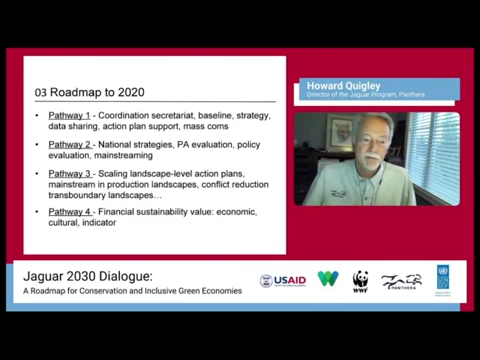 03 Roadmap to 2020
• Pathway 1 - Coordination secretariat, baseline, strategy,
data sharing, action plan support, mass coms
• Pathway 2 - National strategies, PA evaluation, policy
evaluation, mainstreaming
• Pathway 3 - Scaling landscape-level action plans,
mainstream in production landscapes, conflict reduction
transboundary landscapes…
• Pathway 4 - Financial sustainability value: economic,
cultural, indicator
Howard Quigley
Director of the Jaguar Program, Panthera
Jaguar 2030 Dialogue:
A Roadmap for Conservation and Inclusive Green Economies
USAID
WWF
PANTHERA